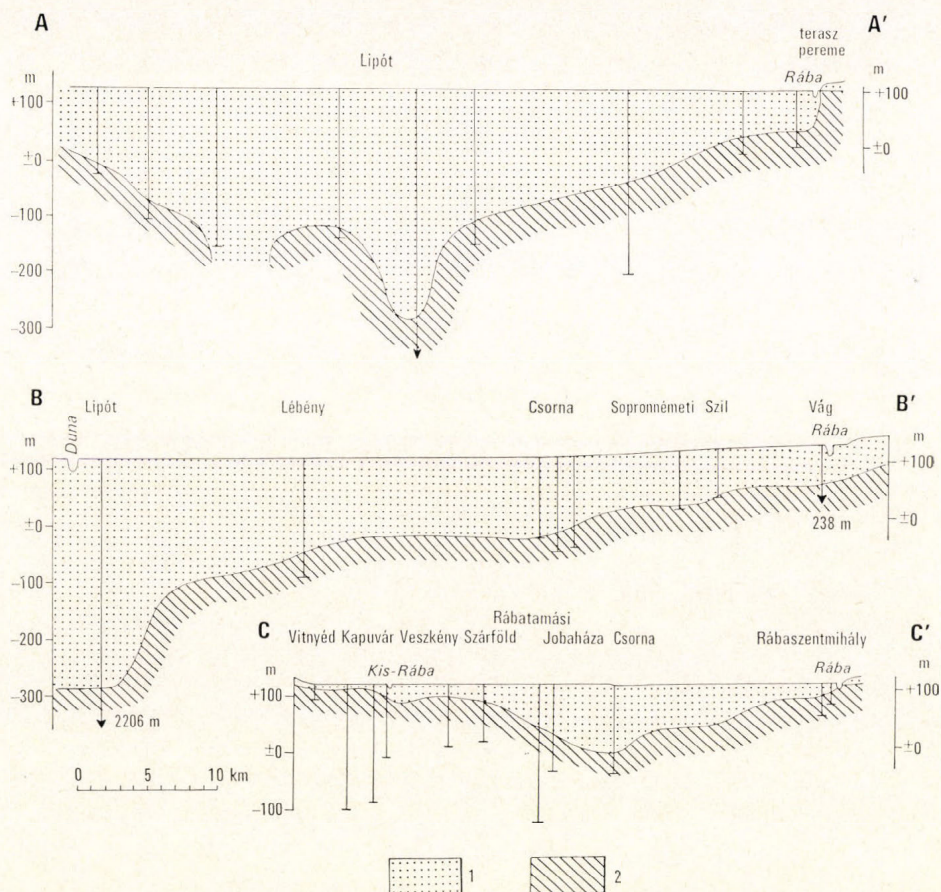 A
A′
terasz
pereme
Lipót
Rába
m
m
+100
+100
±0
±0
-100
-200
-300
B
B′
Lipót
Lébény
Csorna
Sopronnémeti
Szil
Vág
Duna
Rába
m
m
+100
+100
±0
±0
238 m
-100
-200
-300
2206 m
0 5 10 km
C
C′
Rábatamási
Vitnyéd Kapuvár Veszkény Szárföld Jobaháza Csorna Rábaszentmihály
Kis-Rába
Rába
m
m
+100
+100
±0
±0
-100
1
2